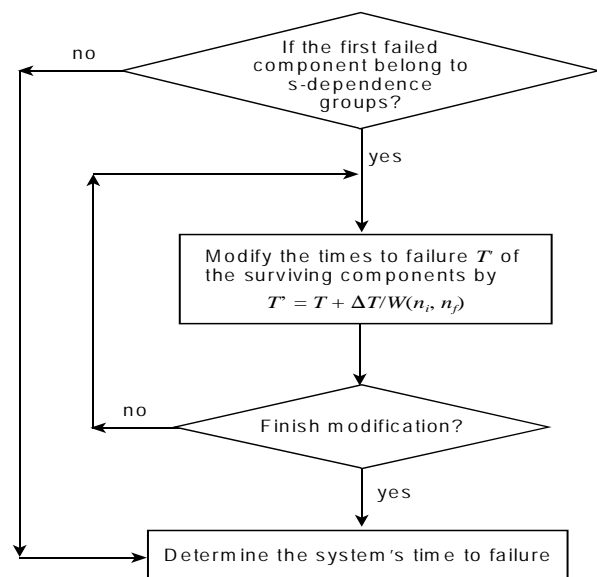 If the first failed
component belong to
s-dependence
groups?
no
yes
Modify the times to failure T' of
the surviving components by
T' = T + ΔT/W(nᵢ, n_f)
Finish modification?
no
yes
Determine the system's time to failure